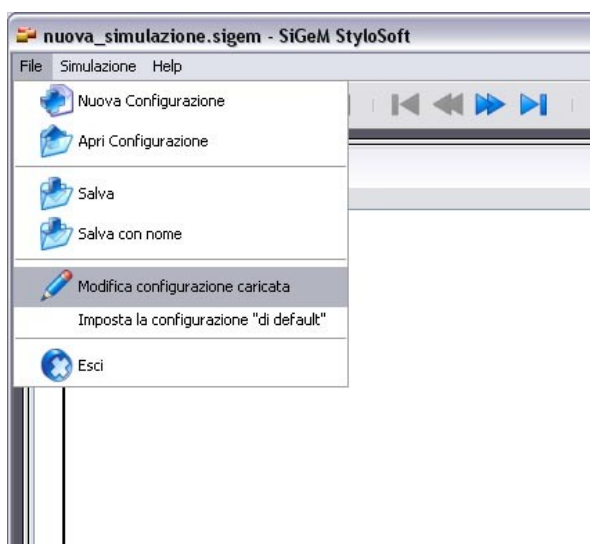 nuova_simulazione.sigem - SiGeM StyloSoft
File Simulazione Help
Nuova Configurazione
Apri Configurazione
Salva
Salva con nome
Modifica configurazione caricata
Imposta la configurazione "di default"
Esci